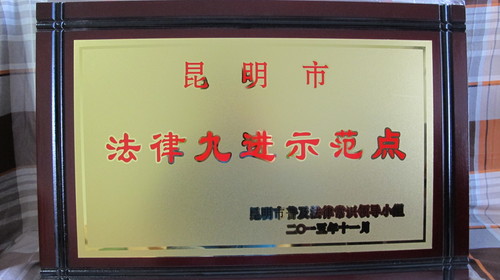 昆明市
法律九进示范点
昆明市普及法律常识领导小组
二〇一五年十一月